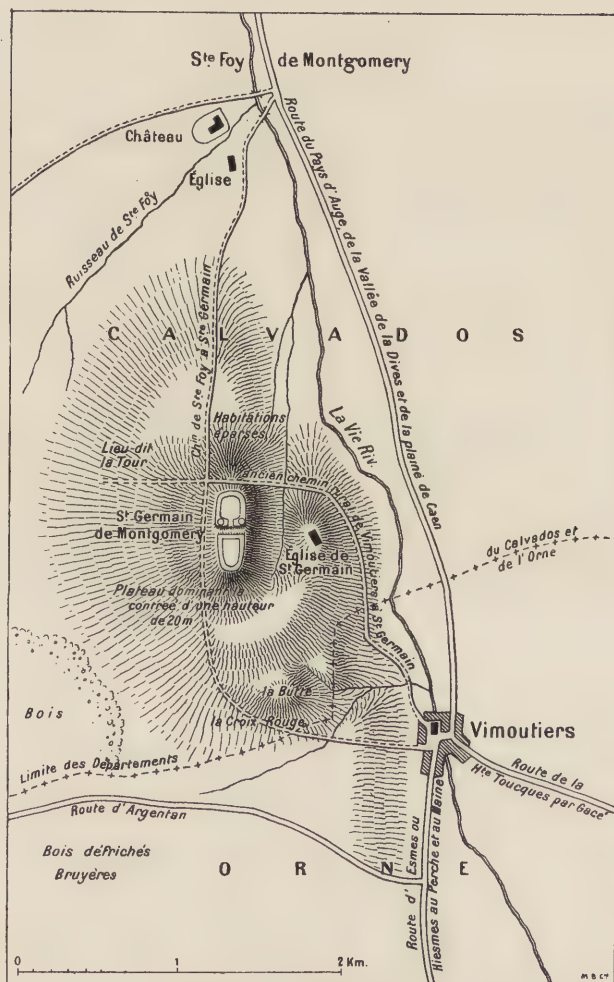 Ste Foy de Montgomery
Château
Église
Route du Pays d'Auge, de la Vallée de la Dives et de la plaine de Caen
Ruisseau de Ste Foy
Chin de Ste Foy à St Germain
CALVADOS
Habitations
éparses
Lieu-dit
la Tour
La Vie Riv.
ancien chemin rural de Vimoutiers à St Germain
St Germain
de Montgomery
Église de
St Germain
du Calvados et
de l'Orne
Plateau dominant la
contrée d'une hauteur
de 20m
la Butte
la Croix-Rouge
Bois
Vimoutiers
Limite des Départements
Route de la
Hte Toucques par Gacé
Route d'Argentan
Bois défrichés
Bruyères
ORNE
Route d'Esmes ou
Hiesmes au Perche et au Maine
0 1 2 Km.